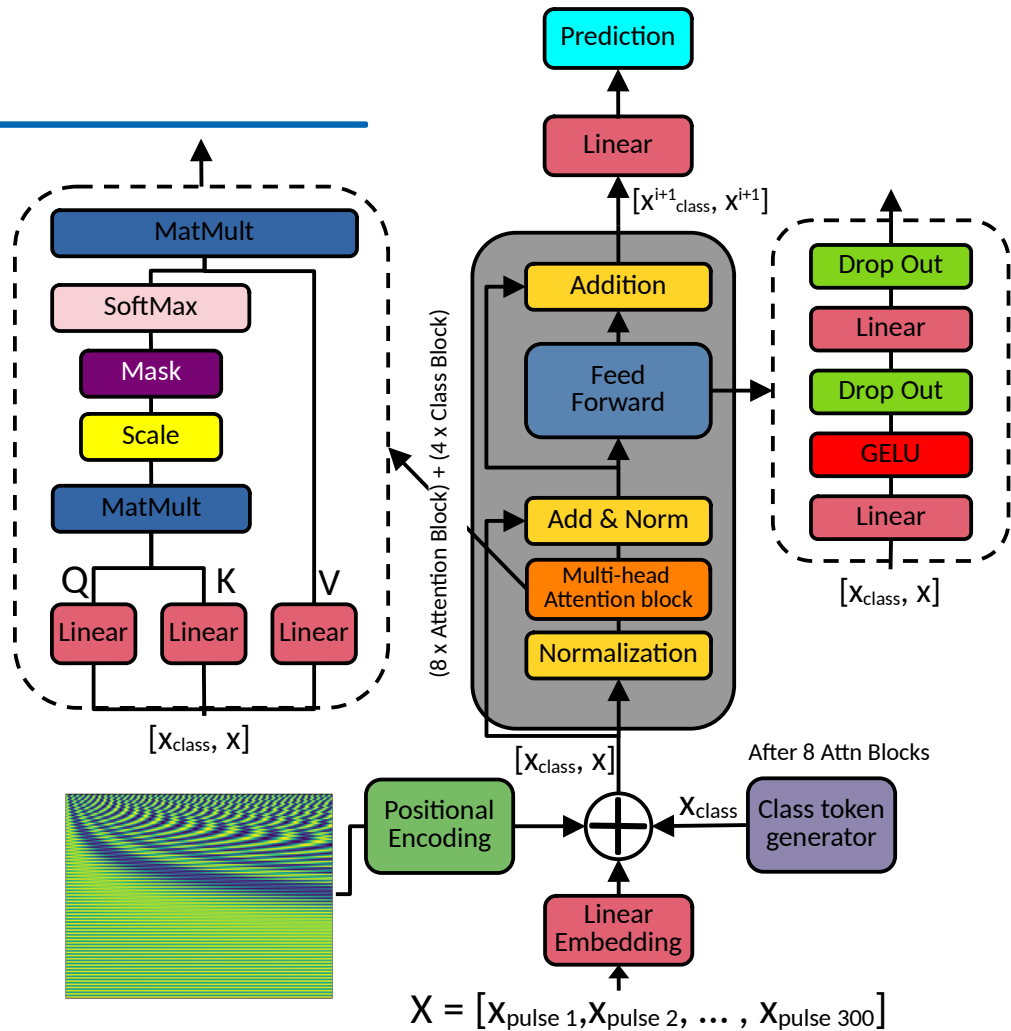 Prediction
Linear
[x^{i+1}_{class}, x^{i+1}]
MatMult
SoftMax
Mask
Scale
MatMult
Q
K
V
Linear
Linear
Linear
[x_{class}, x]
(8 x Attention Block) + (4 x Class Block)
Addition
Feed
Forward
Add & Norm
Multi-head
Attention block
Normalization
[x_{class}, x]
Drop Out
Linear
Drop Out
GELU
Linear
[x_{class}, x]
After 8 Attn Blocks
Positional
Encoding
x_{class}
Class token
generator
Linear
Embedding
X = [x_{pulse 1},x_{pulse 2}, ... , x_{pulse 300}]